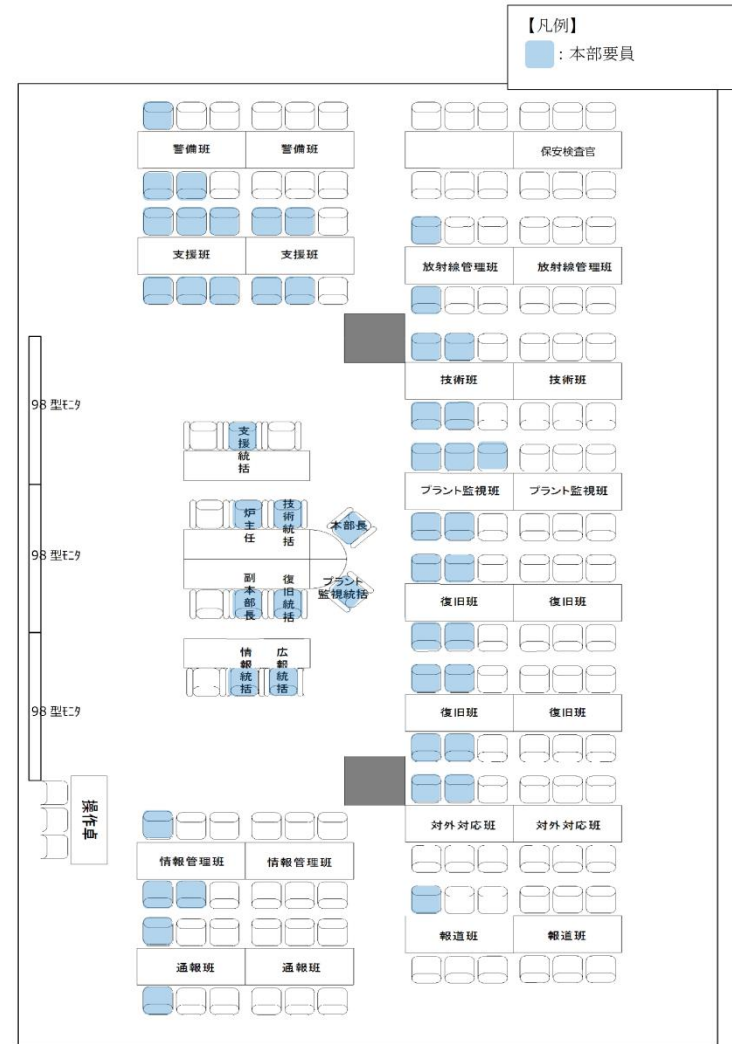 【凡例】
：本部要員
警備班
警備班
保安検査官
支援班
支援班
放射線管理班
放射線管理班
98 型モニタ
技術班
技術班
支援統括
プラント監視班
プラント監視班
炉主任
技術統括
本部長
98 型モニタ
副本部長
復旧統括
プラント
監視統括
復旧班
復旧班
情報統括
広報統括
98 型モニタ
復旧班
復旧班
操作卓
対外対応班
対外対応班
情報管理班
情報管理班
報道班
報道班
通報班
通報班